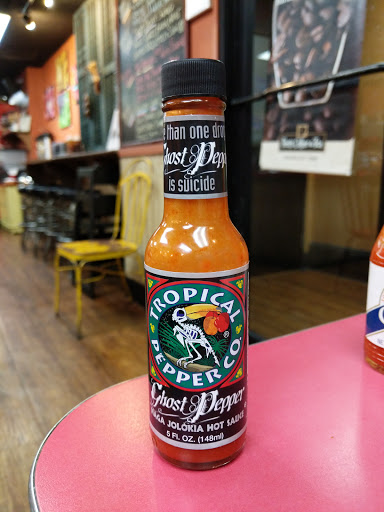 than one drop
Ghost Pepper
is suicide
TROPICAL
PEPPER CO.
®
Ghost Pepper
NAGA JOLOKIA HOT SAUCE
5 FL. OZ. (148ml)